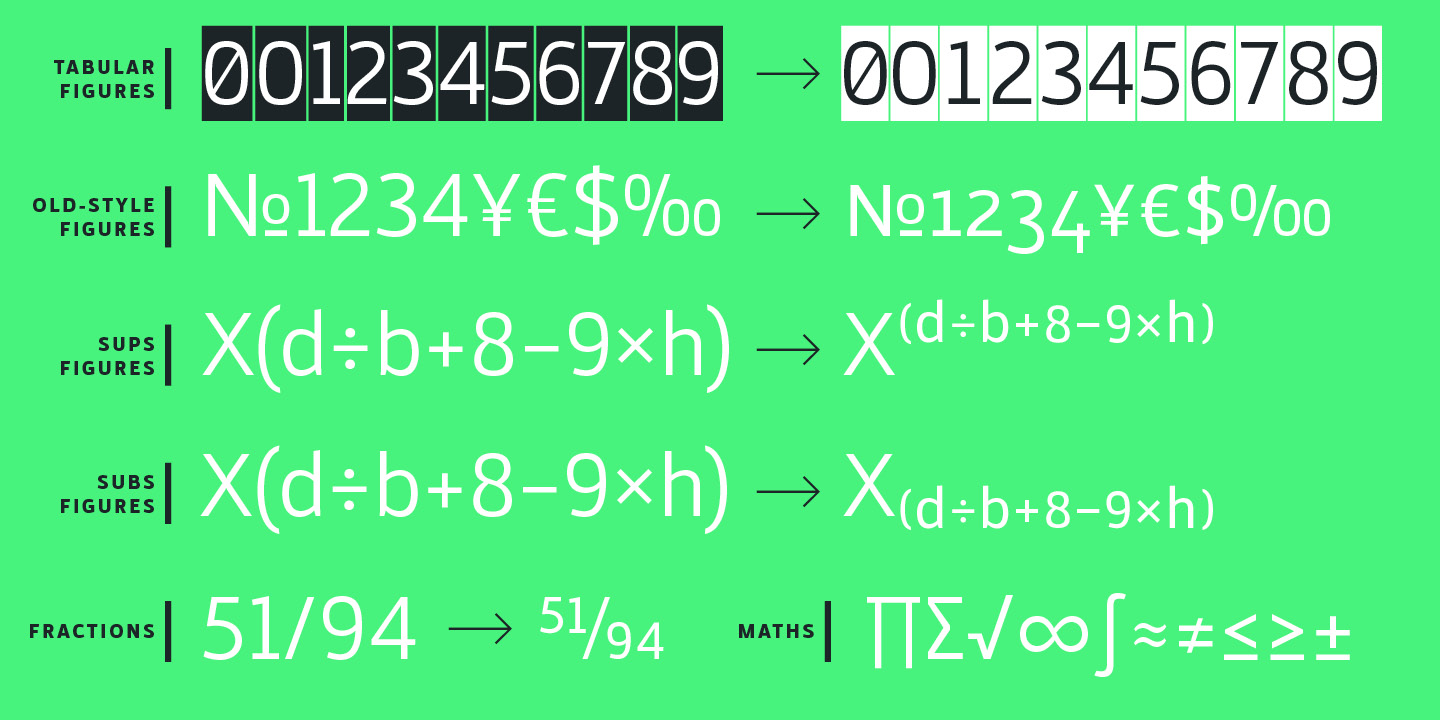 TABULAR
FIGURES
00123456789 → 00123456789
OLD-STYLE
FIGURES
№1234¥€$‰ → №1234¥€$‰
SUPS
FIGURES
X(d÷b+8−9×h) → X⁽ᵈ÷ᵇ⁺⁸⁻⁹×ʰ⁾
SUBS
FIGURES
X(d÷b+8−9×h) → X(d÷b+8−9×h)
FRACTIONS
51/94 → 51/94
MATHS
∏∑√∞∫≈≠≤≥±